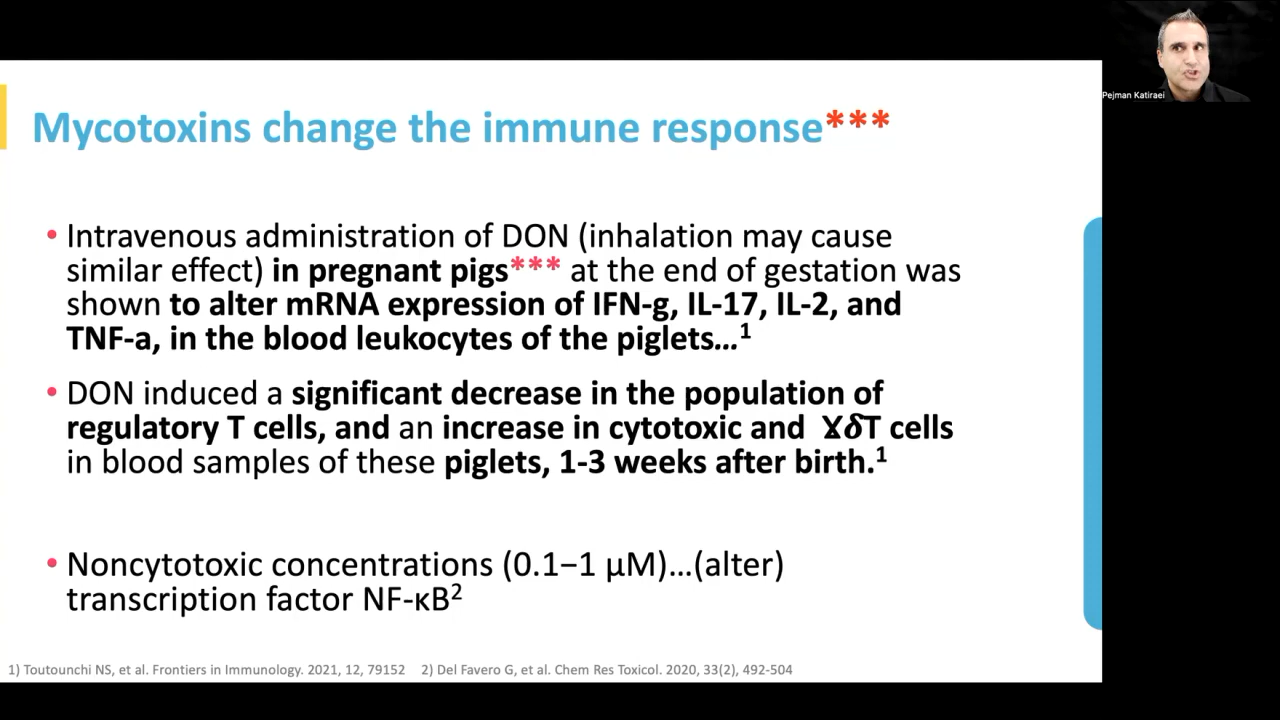 Pejman Katiraei
Mycotoxins change the immune response***
• Intravenous administration of DON (inhalation may cause
similar effect) in pregnant pigs*** at the end of gestation was
shown to alter mRNA expression of IFN-g, IL-17, IL-2, and
TNF-a, in the blood leukocytes of the piglets…¹
• DON induced a significant decrease in the population of
regulatory T cells, and an increase in cytotoxic and ɣδT cells
in blood samples of these piglets, 1-3 weeks after birth.¹
• Noncytotoxic concentrations (0.1−1 μM)…(alter)
transcription factor NF-κB²
1) Toutounchi NS, et al. Frontiers in Immunology. 2021, 12, 79152 2) Del Favero G, et al. Chem Res Toxicol. 2020, 33(2), 492-504